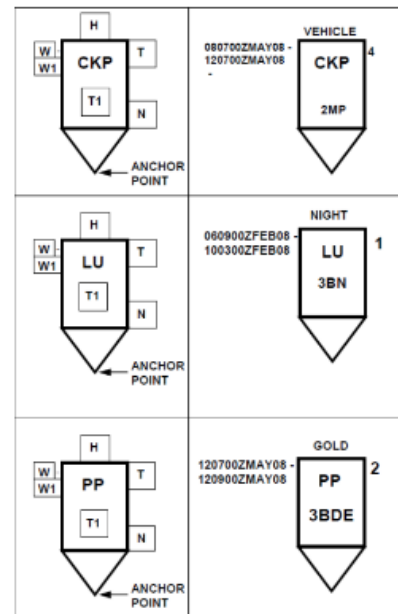 H
W
T
W1
CKP
T1
N
ANCHOR
POINT
VEHICLE
080700ZMAY08 -
120700ZMAY08
-
CKP
4
2MP
H
W
T
W1
LU
T1
N
ANCHOR
POINT
NIGHT
060900ZFEB08 -
100300ZFEB08
LU
1
3BN
H
W
T
W1
PP
T1
N
ANCHOR
POINT
GOLD
120700ZMAY08 -
120900ZMAY08
PP
2
3BDE